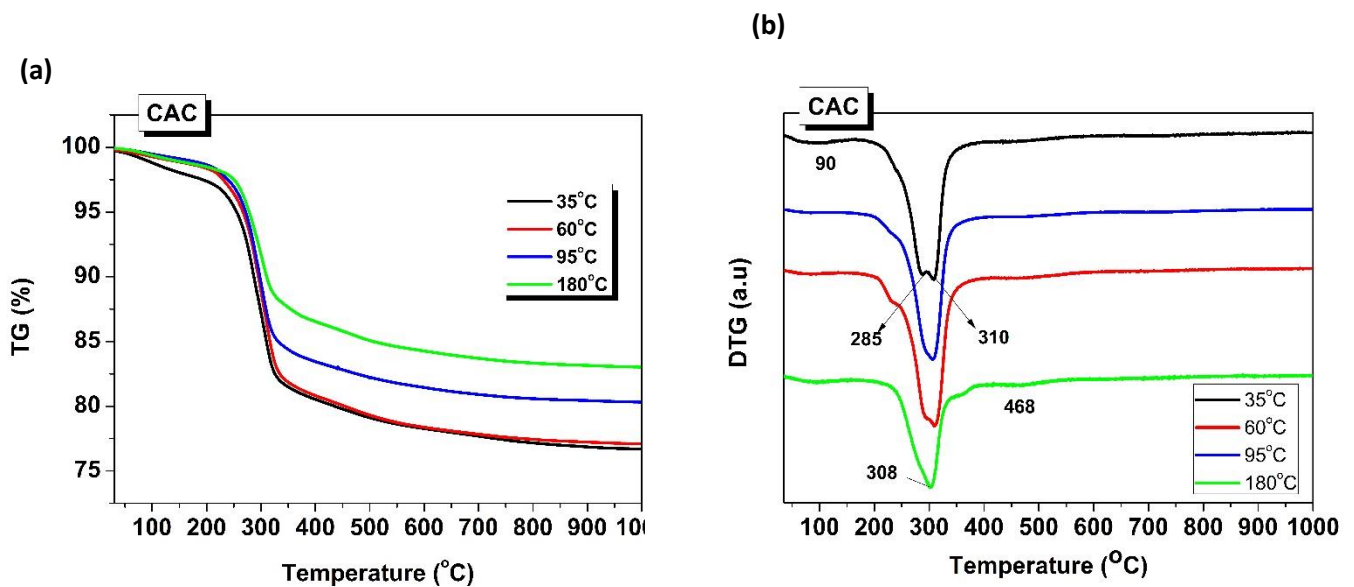 (a)
CAC
TG (%)
100
95
90
85
80
75
35°C
60°C
95°C
180°C
100 200 300 400 500 600 700 800 900 100
Temperature (°C)
(b)
CAC
DTG (a.u)
90
285
310
468
308
35°C
60°C
95°C
180°C
100 200 300 400 500 600 700 800 900 1000
Temperature (°C)